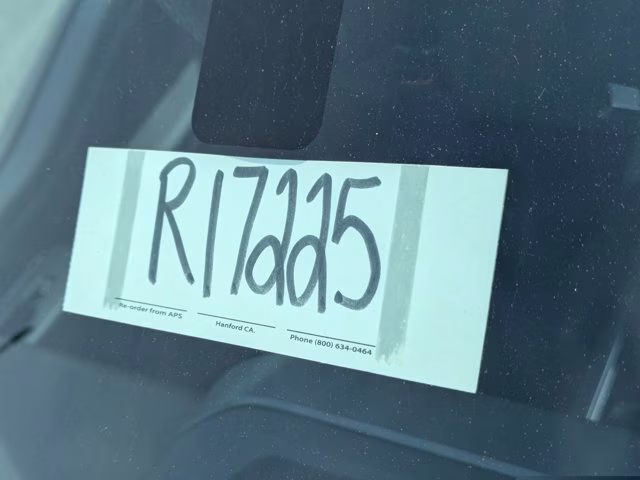 R17225
Re-order from APS
Hanford CA.
Phone (800) 634-0464